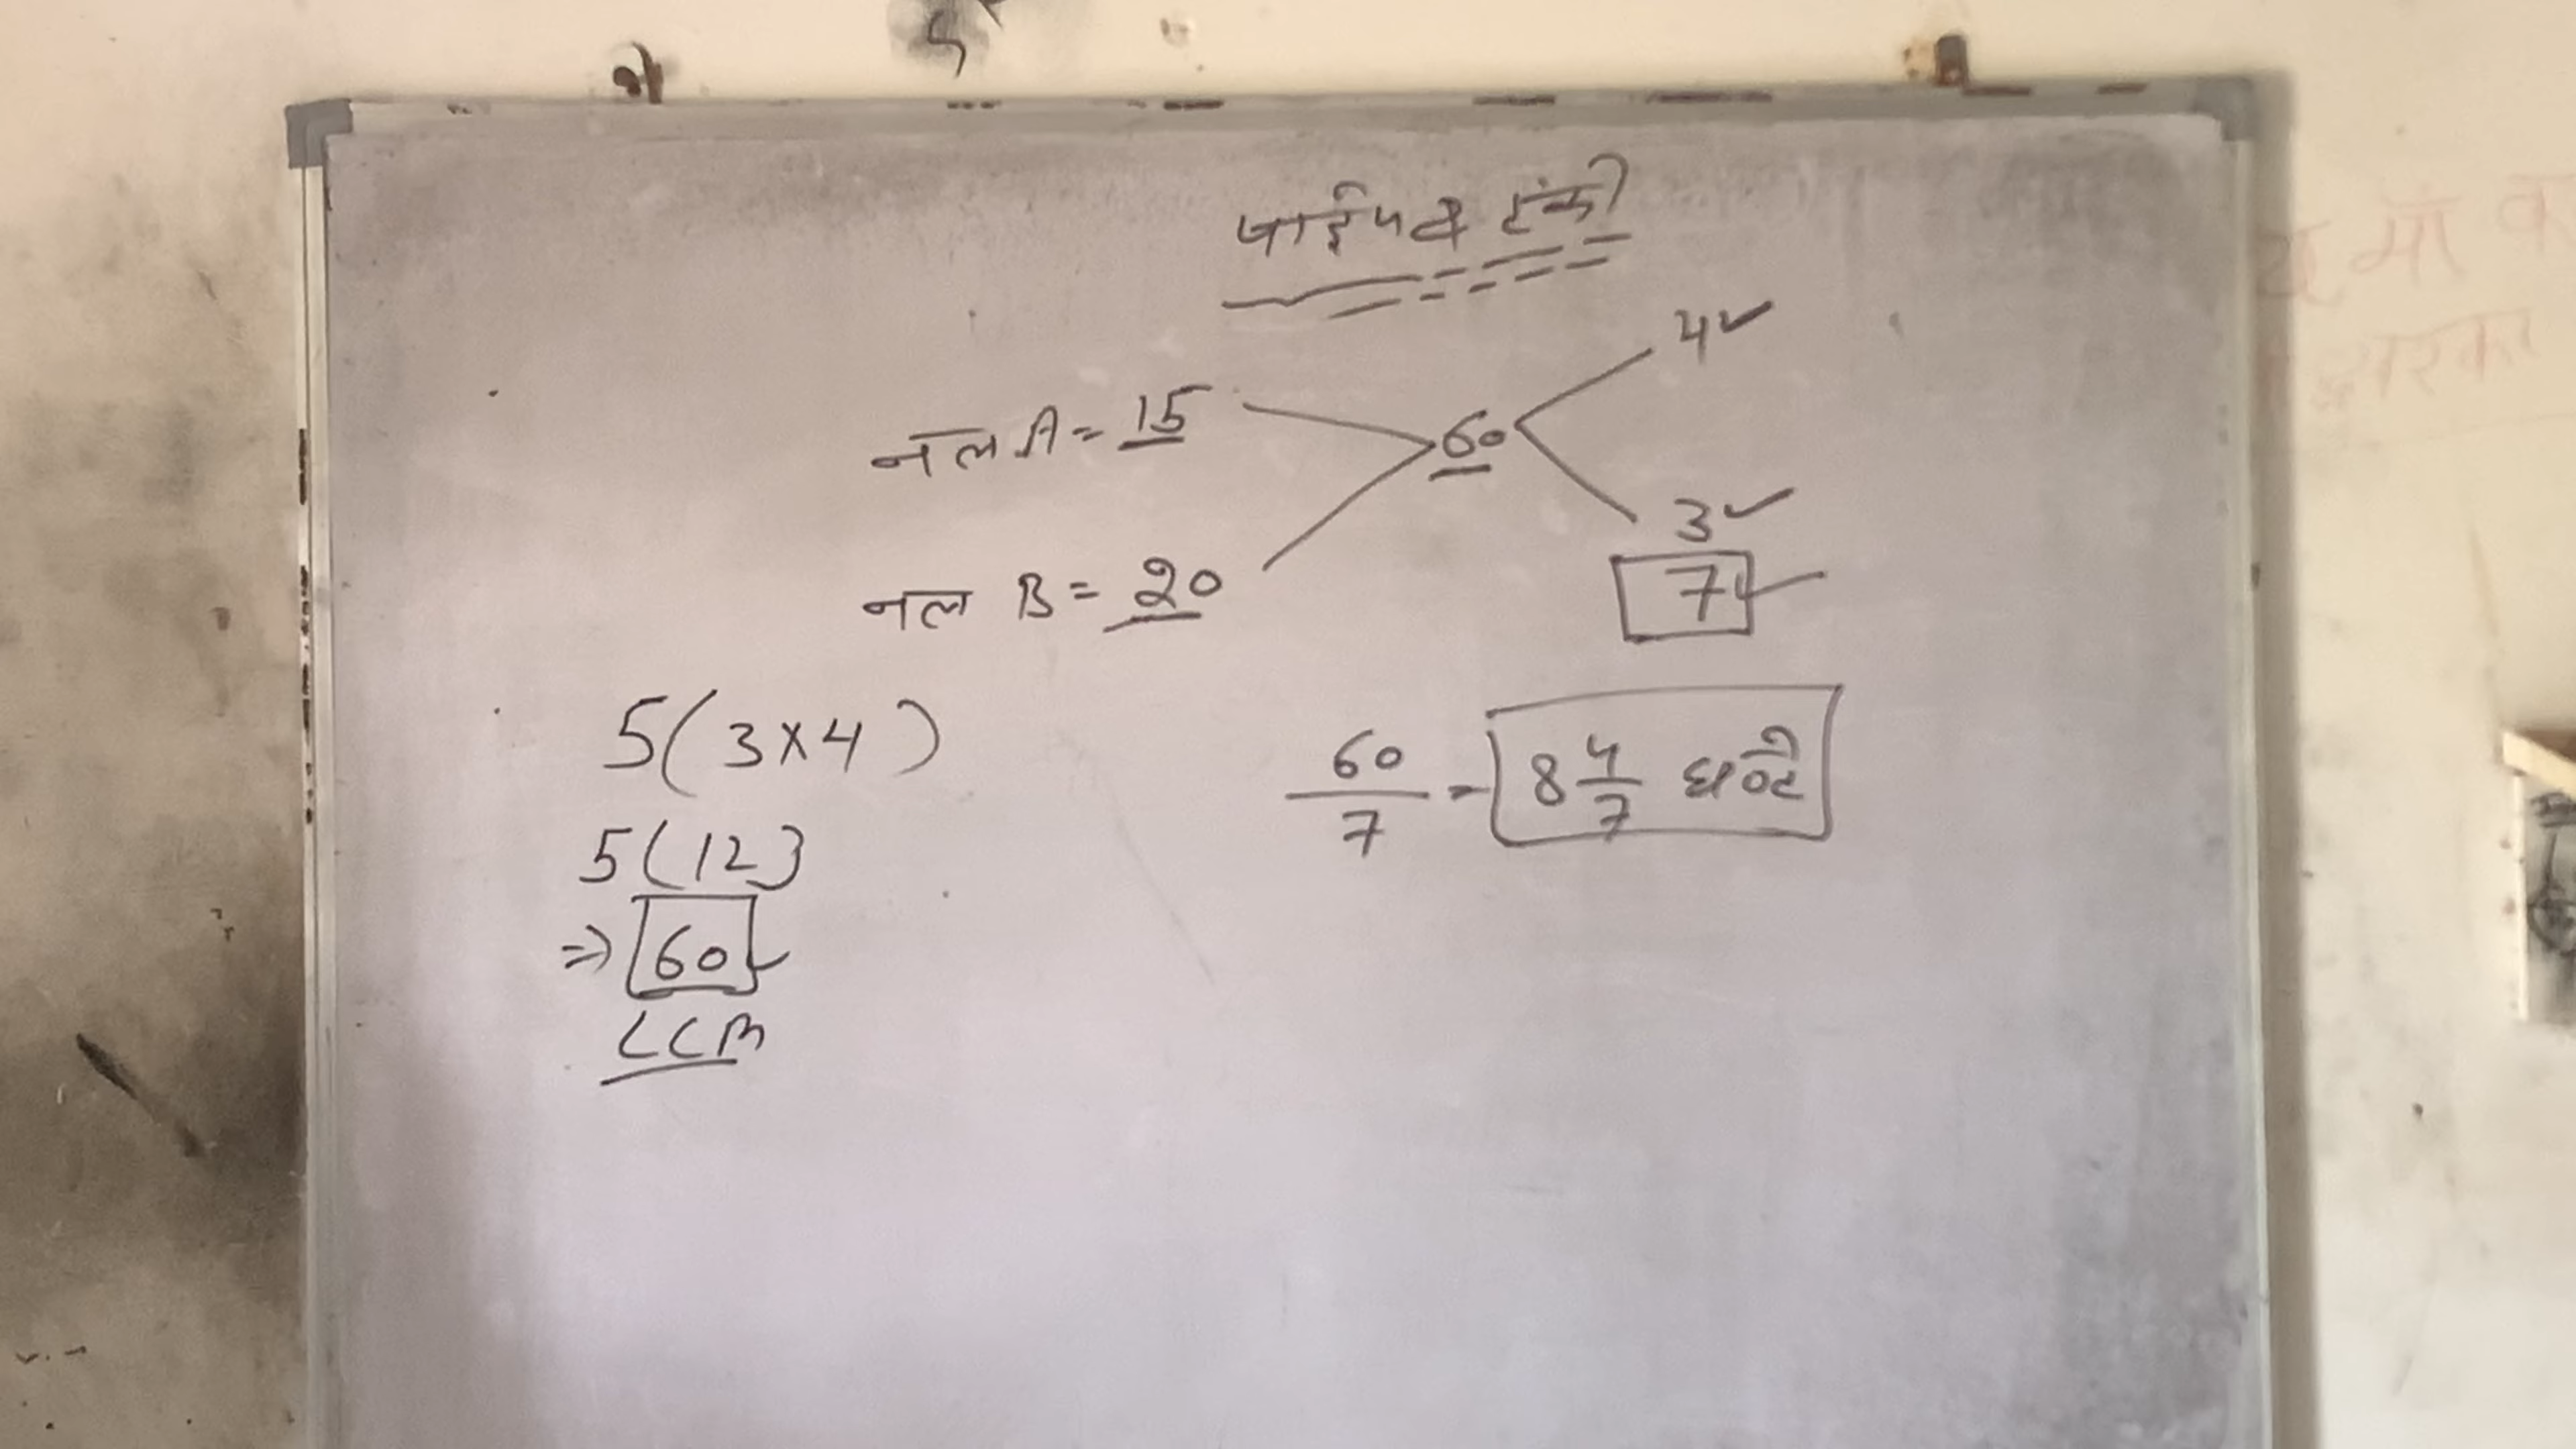 पाईप व टंकी
4
नल A = 15
60
3
नल B = 20
7
5(3×4)
60/7 = 8 4/7 घण्टे
5(12)
⇒ 60
LCM